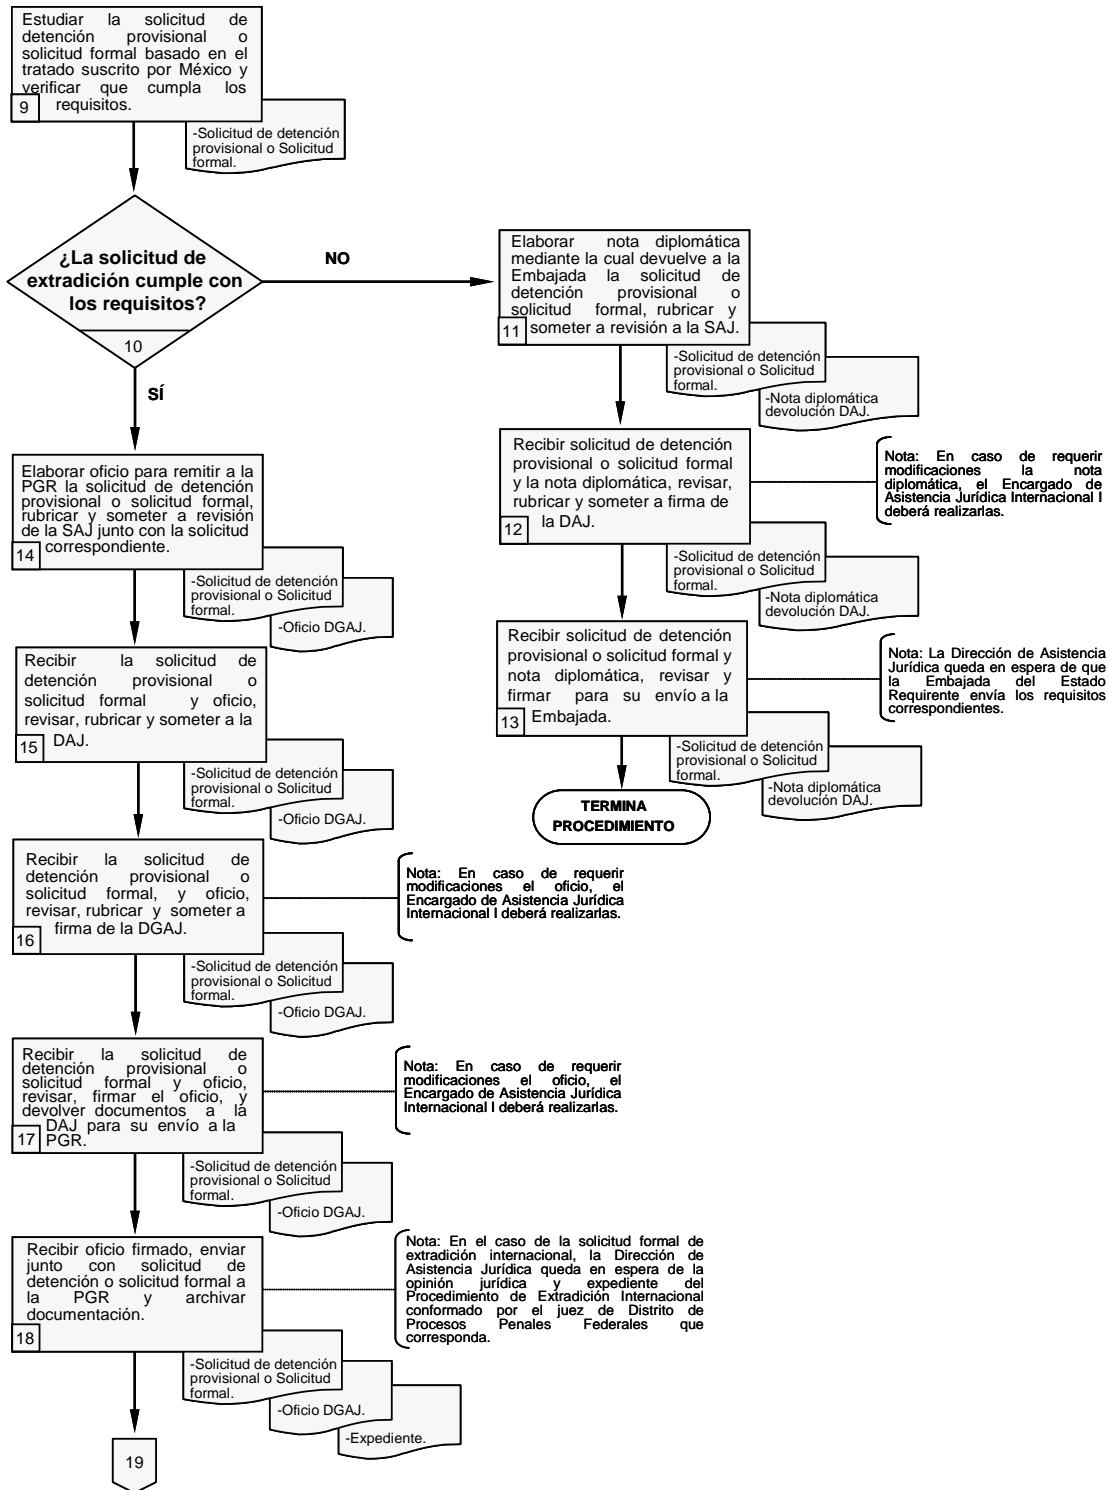 Estudiar la solicitud de
detención provisional o
solicitud formal basado en el
tratado suscrito por México y
verificar que cumpla los
requisitos.
9
-Solicitud de detención
provisional o Solicitud
formal.
¿La solicitud de
extradición cumple con
los requisitos?
10
NO
SÍ
Elaborar nota diplomática
mediante la cual devuelve a la
Embajada la solicitud de
detención provisional o
solicitud formal, rubricar y
someter a revisión a la SAJ.
11
-Solicitud de detención
provisional o Solicitud
formal.
-Nota diplomática
devolución DAJ.
Recibir solicitud de detención
provisional o solicitud formal
y la nota diplomática, revisar,
rubricar y someter a firma de
la DAJ.
12
Nota: En caso de requerir
modificaciones la nota
diplomática, el Encargado de
Asistencia Jurídica Internacional I
deberá realizarlas.
-Solicitud de detención
provisional o Solicitud
formal.
-Nota diplomática
devolución DAJ.
Recibir solicitud de detención
provisional o solicitud formal y
nota diplomática, revisar y
firmar para su envío a la
Embajada.
13
Nota: La Dirección de Asistencia
Jurídica queda en espera de que
la Embajada del Estado
Requirente envía los requisitos
correspondientes.
-Solicitud de detención
provisional o Solicitud
formal.
-Nota diplomática
devolución DAJ.
TERMINA
PROCEDIMIENTO
Elaborar oficio para remitir a la
PGR la solicitud de detención
provisional o solicitud formal,
rubricar y someter a revisión
de la SAJ junto con la solicitud
correspondiente.
14
-Solicitud de detención
provisional o Solicitud
formal.
-Oficio DGAJ.
Recibir la solicitud de
detención provisional o
solicitud formal y oficio,
revisar, rubricar y someter a la
DAJ.
15
-Solicitud de detención
provisional o Solicitud
formal.
-Oficio DGAJ.
Recibir la solicitud de
detención provisional o
solicitud formal, y oficio,
revisar, rubricar y someter a
firma de la DGAJ.
16
Nota: En caso de requerir
modificaciones el oficio, el
Encargado de Asistencia Jurídica
Internacional I deberá realizarlas.
-Solicitud de detención
provisional o Solicitud
formal.
-Oficio DGAJ.
Recibir la solicitud de
detención provisional o
solicitud formal y oficio,
revisar, firmar el oficio, y
devolver documentos a la
DAJ para su envío a la
PGR.
17
Nota: En caso de requerir
modificaciones el oficio, el
Encargado de Asistencia Jurídica
Internacional I deberá realizarlas.
-Solicitud de detención
provisional o Solicitud
formal.
-Oficio DGAJ.
Recibir oficio firmado, enviar
junto con solicitud de
detención o solicitud formal a
la PGR y archivar
documentación.
18
Nota: En el caso de la solicitud formal de
extradición internacional, la Dirección de
Asistencia Jurídica queda en espera de la
opinión jurídica y expediente del
Procedimiento de Extradición Internacional
conformado por el juez de Distrito de
Procesos Penales Federales que
corresponda.
-Solicitud de detención
provisional o Solicitud
formal.
-Oficio DGAJ.
-Expediente.
19